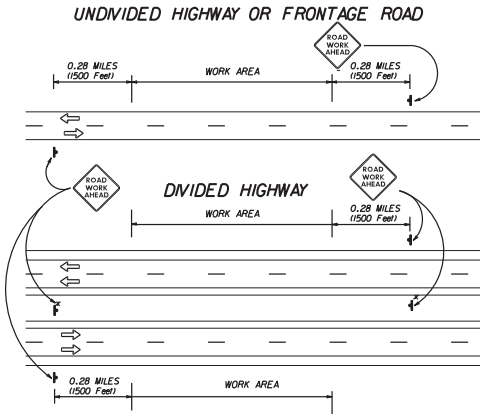 UNDIVIDED HIGHWAY OR FRONTAGE ROAD
ROAD
WORK
AHEAD
0.28 MILES
(1500 Feet)
WORK AREA
0.28 MILES
(1500 Feet)
ROAD
WORK
AHEAD
DIVIDED HIGHWAY
ROAD
WORK
AHEAD
WORK AREA
0.28 MILES
(1500 Feet)
0.28 MILES
(1500 Feet)
WORK AREA